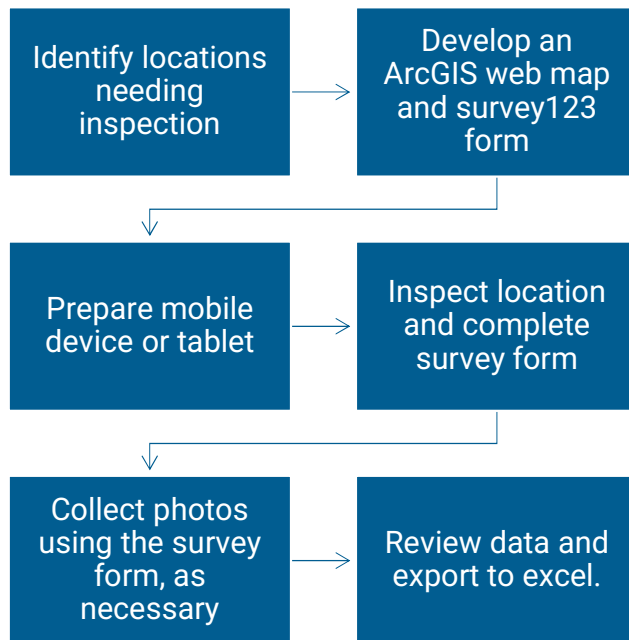 Identify locations
needing
inspection
Develop an
ArcGIS web map
and survey123
form
Prepare mobile
device or tablet
Inspect location
and complete
survey form
Collect photos
using the survey
form, as
necessary
Review data and
export to excel.